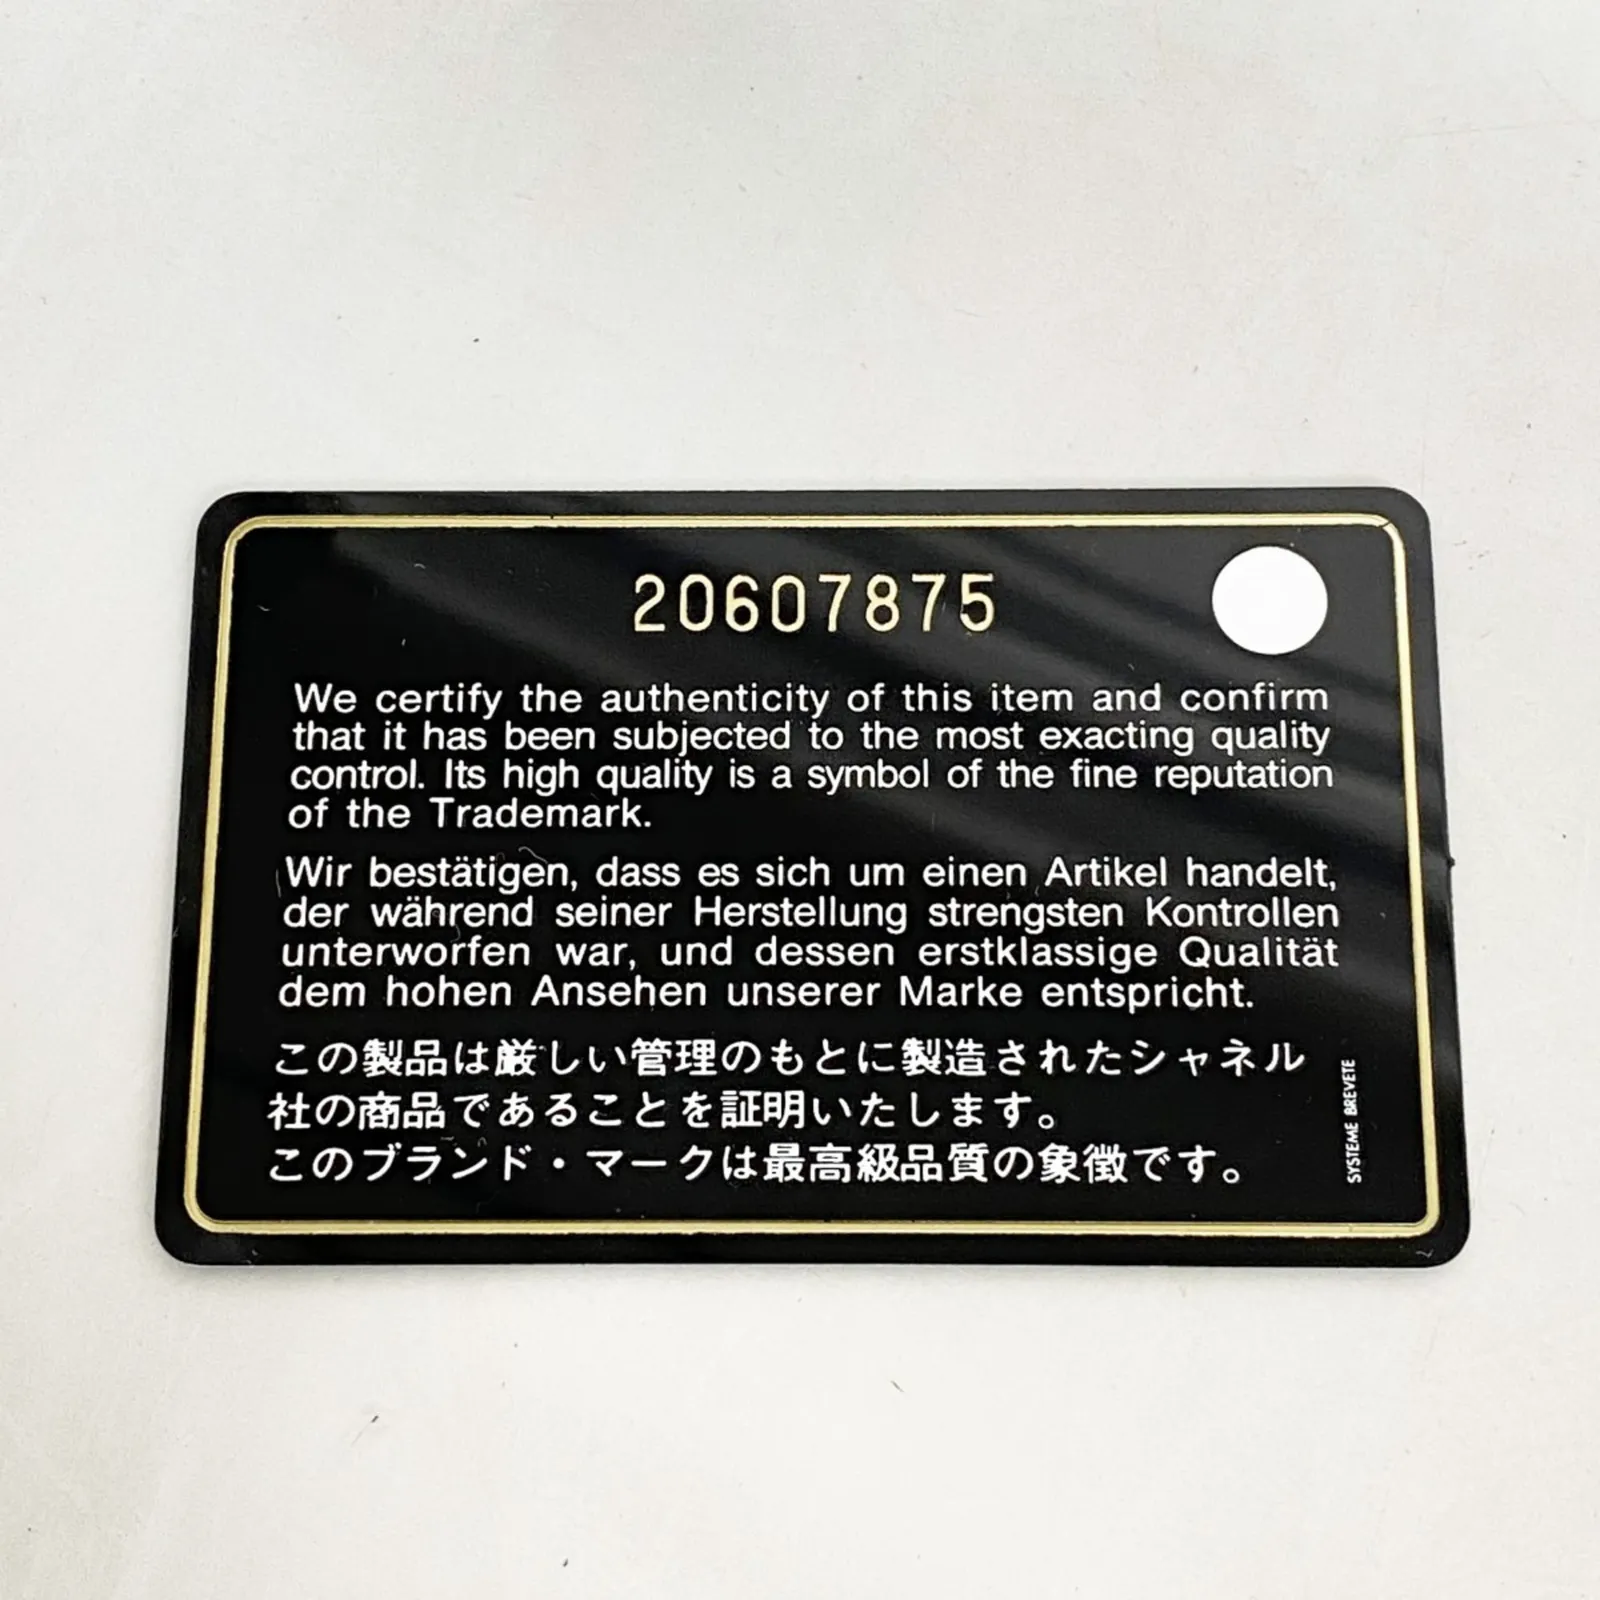 20607875
We certify the authenticity of this item and confirm
that it has been subjected to the most exacting quality
control. Its high quality is a symbol of the fine reputation
of the Trademark.
Wir bestätigen, dass es sich um einen Artikel handelt,
der während seiner Herstellung strengsten Kontrollen
unterworfen war, und dessen erstklassige Qualität
dem hohen Ansehen unserer Marke entspricht.
この製品は厳しい管理のもとに製造されたシャネル
社の商品であることを証明いたします。
このブランド・マークは最高級品質の象徴です。
SYSTEME BREVETE